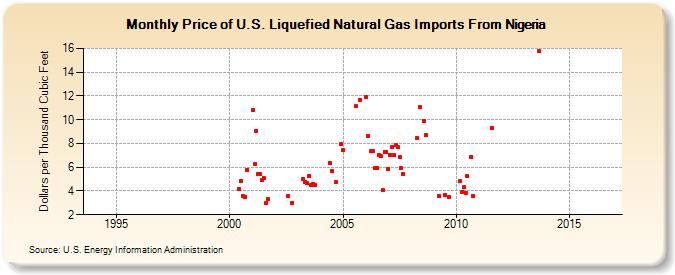 Monthly Price of U.S. Liquefied Natural Gas Imports From Nigeria
Dollars per Thousand Cubic Feet
16
14
12
10
8
6
4
2
1995 2000 2005 2010 2015
Source: U.S. Energy Information Administration